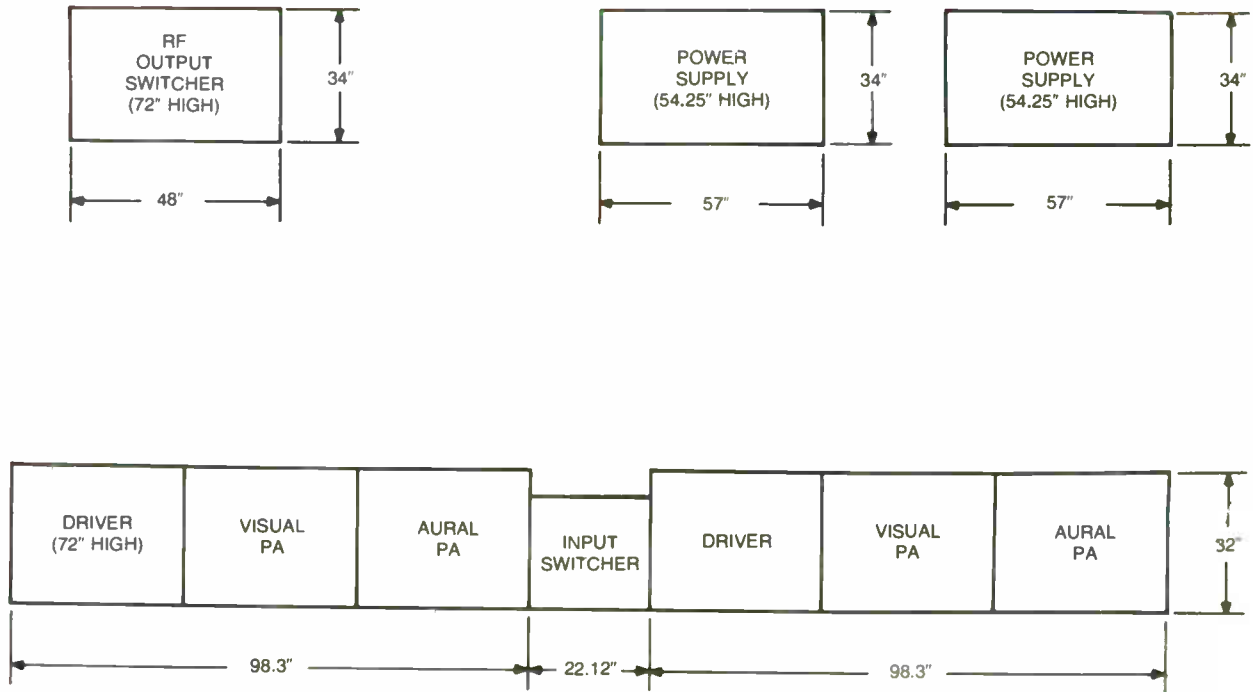 RF
OUTPUT
SWITCHER
(72" HIGH)
34"
48"
POWER
SUPPLY
(54.25" HIGH)
34"
57"
POWER
SUPPLY
(54.25" HIGH)
34"
57"
DRIVER
(72" HIGH)
VISUAL
PA
AURAL
PA
INPUT
SWITCHER
DRIVER
VISUAL
PA
AURAL
PA
32"
98.3"
22.12"
98.3"